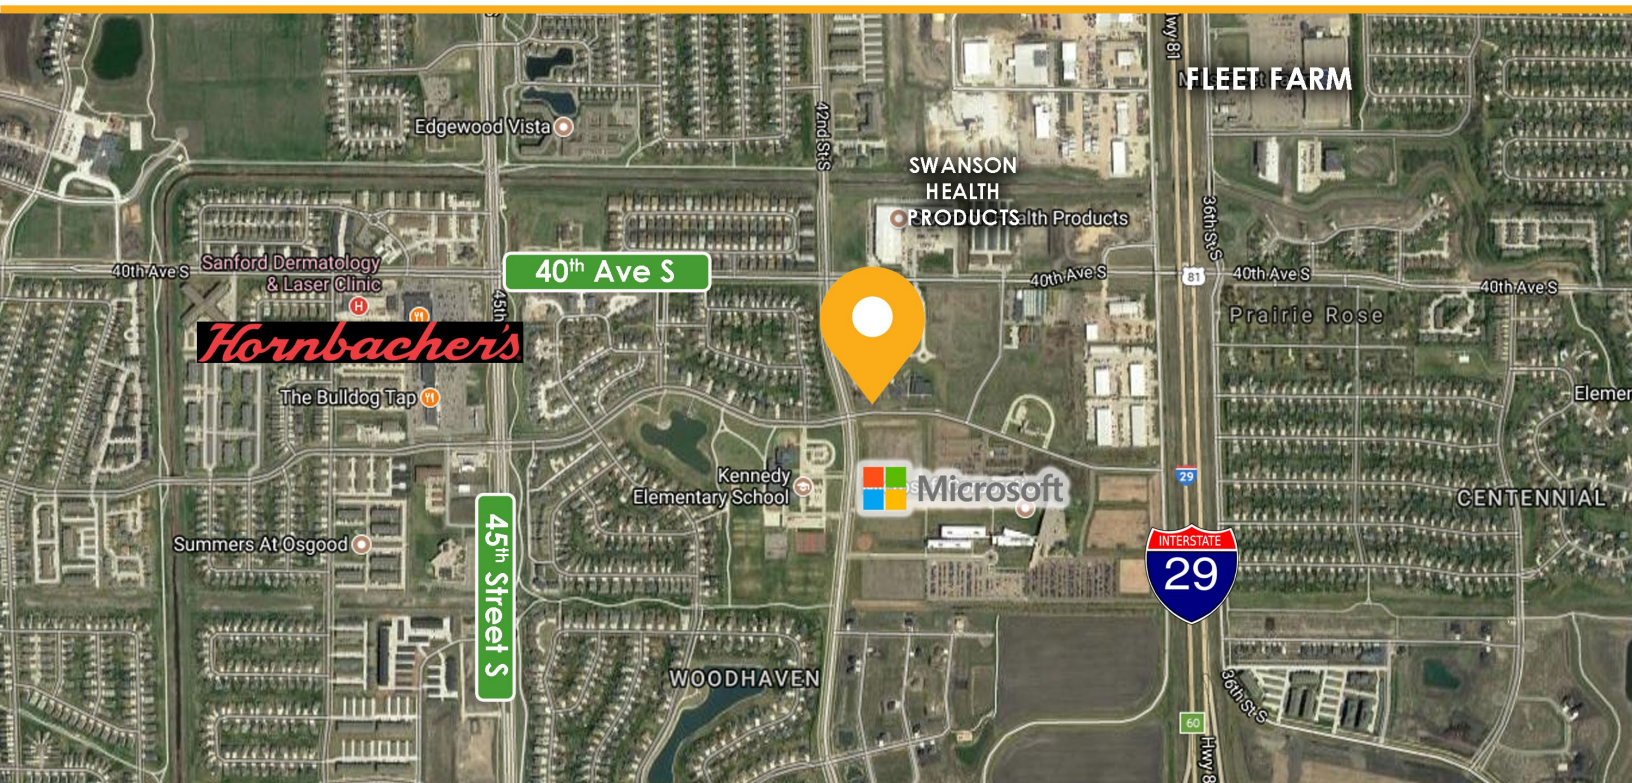 Hwy 81
FLEET FARM
42nd St S
Edgewood Vista
SWANSON
HEALTH
PRODUCTS
alth Products
36th St S
40th Ave S
Sanford Dermatology
& Laser Clinic
40th Ave S
40th Ave S
81
40th Ave S
40th Ave S
45th
Prairie Rose
Hornbacher's
The Bulldog Tap
Elemen
Kennedy
Elementary School
Microsoft
29
CENTENNIAL
Summers At Osgood
45th Street S
INTERSTATE
29
WOODHAVEN
36th St S
60
Hwy 8